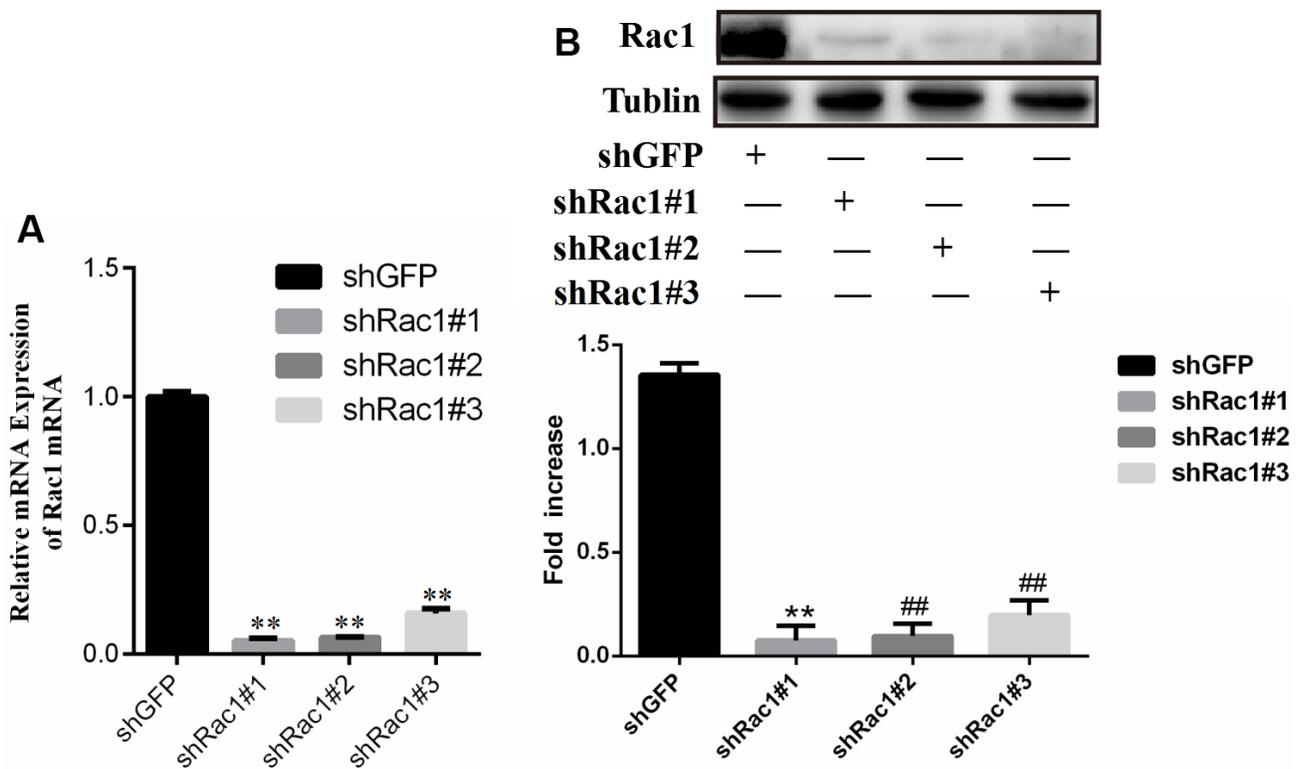 B
Rac1
Tublin
shGFP + — — —
shRac1#1 — + — —
shRac1#2 — — + —
shRac1#3 — — — +
A
Relative mRNA Expression
of Rac1 mRNA
1.5
1.0
0.5
0.0
shGFP
shRac1#1
shRac1#2
shRac1#3
** ** **
shGFP
shRac1#1
shRac1#2
shRac1#3
Fold increase
1.5
1.0
0.5
0.0
shGFP
shRac1#1
shRac1#2
shRac1#3
** ## ##
shGFP
shRac1#1
shRac1#2
shRac1#3